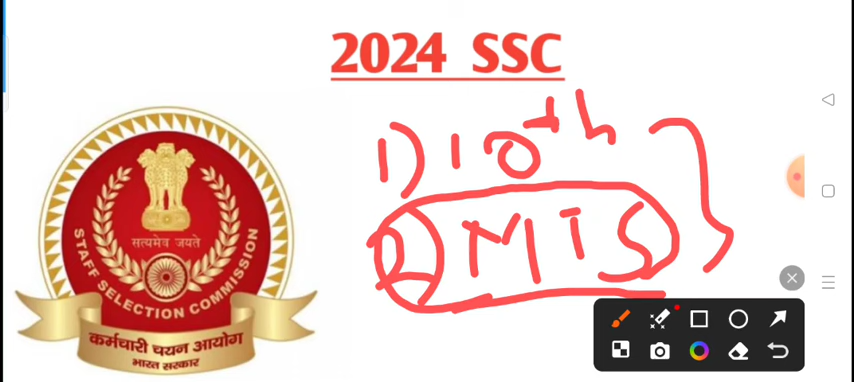 2024 SSC
1) 10th
2) MTS
सत्यमेव जयते
STAFF SELECTION COMMISSION
कर्मचारी चयन आयोग
भारत सरकार